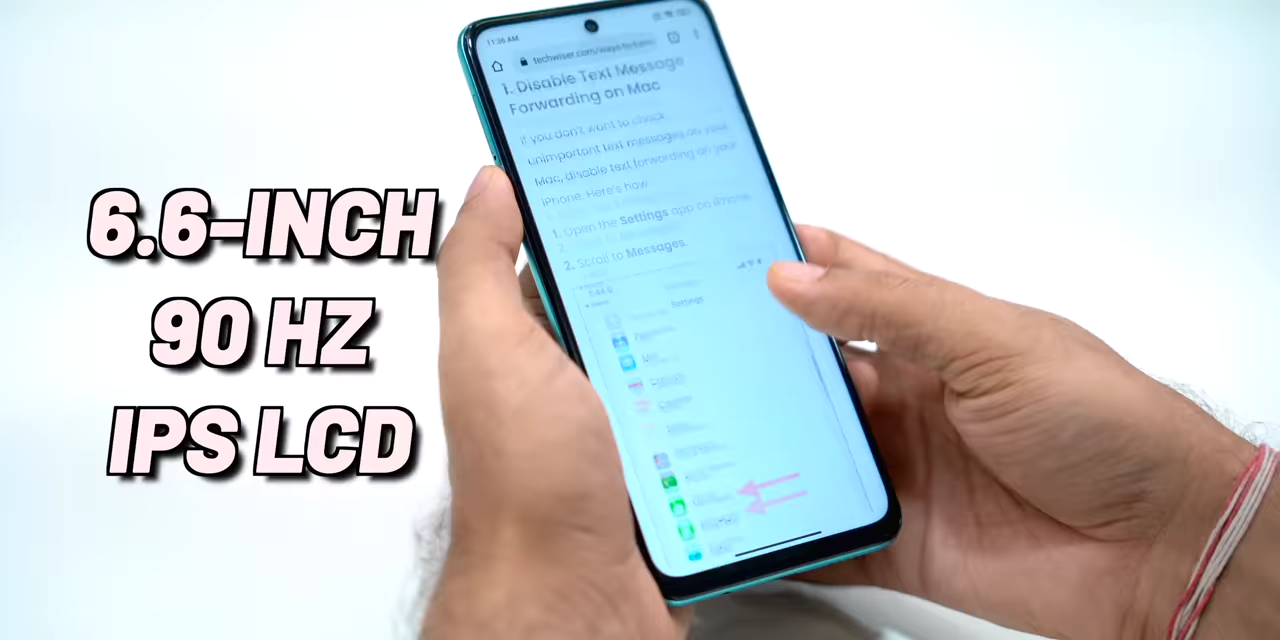 6.6-INCH
90 HZ
IPS LCD
11:36 AM
techwiser.com/ways-to-
1. Disable Text Message
Forwarding on Mac
If you don't want to check
unimportant text messages on your
Mac, disable text forwarding on your
iPhone. Here's how
1. Open the Settings app on iPhone
2. Scroll to Messages.
Settings